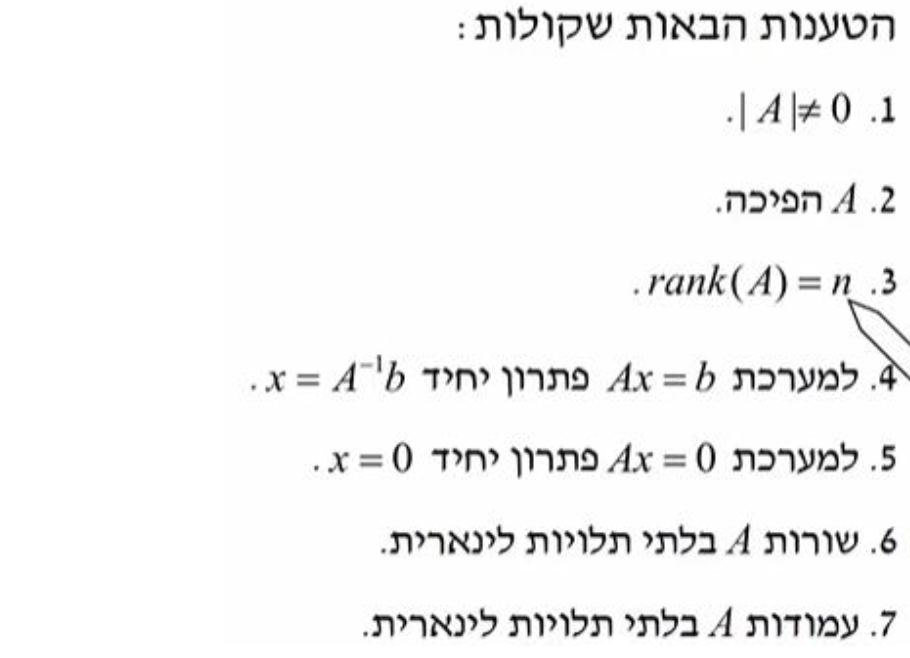 הטענות הבאות שקולות:
1. $|A| \neq 0$.
2. $A$ הפיכה.
3. $rank(A) = n$.
4. למערכת $Ax = b$ פתרון יחיד $x = A^{-1}b$.
5. למערכת $Ax = 0$ פתרון יחיד $x = 0$.
6. שורות $A$ בלתי תלויות לינארית.
7. עמודות $A$ בלתי תלויות לינארית.